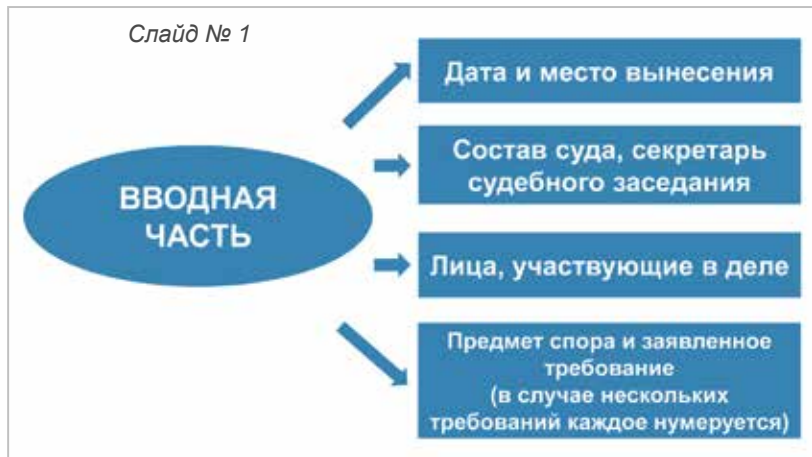 Слайд № 1
ВВОДНАЯ
ЧАСТЬ
Дата и место вынесения
Состав суда, секретарь
судебного заседания
Лица, участвующие в деле
Предмет спора и заявленное
требование
(в случае нескольких
требований каждое нумеруется)